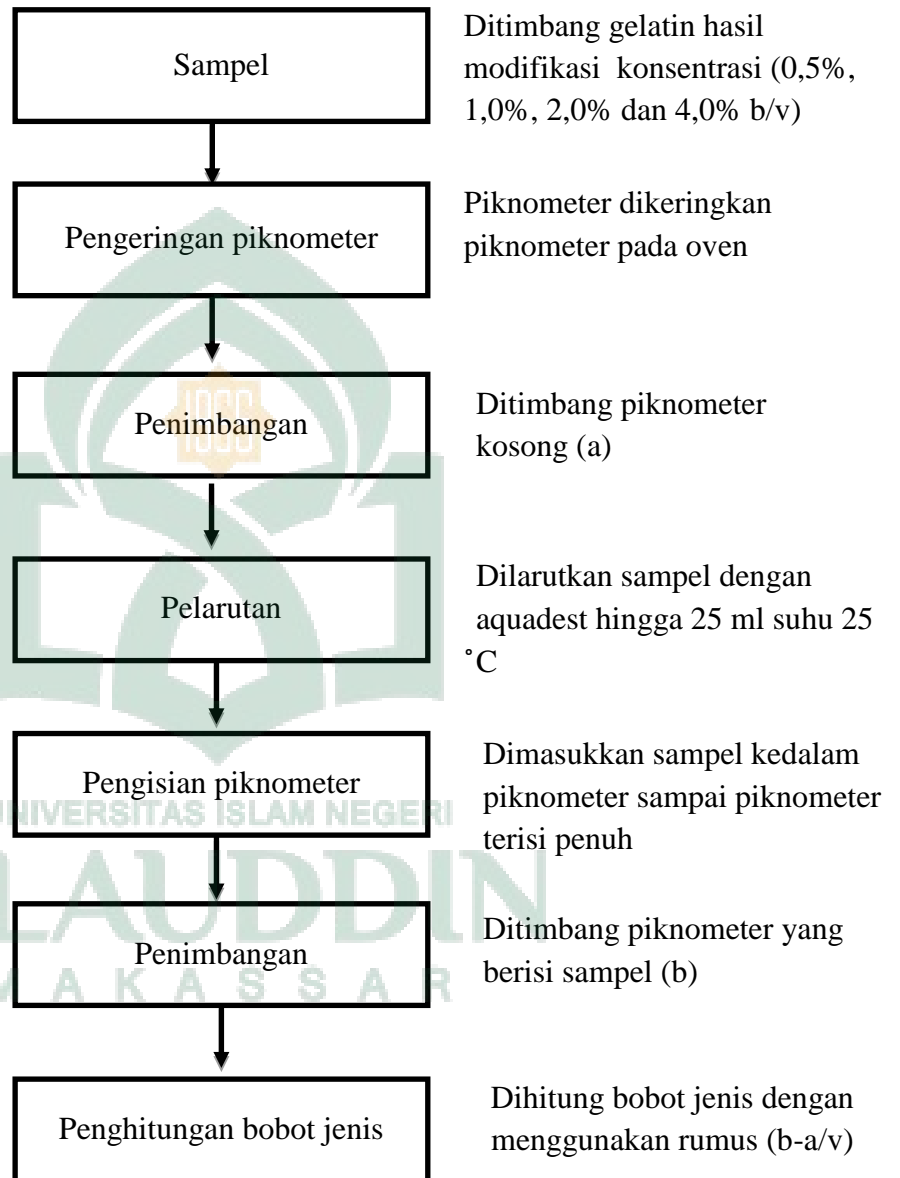 Sampel
Ditimbang gelatin hasil
modifikasi konsentrasi (0,5%,
1,0%, 2,0% dan 4,0% b/v)
Pengeringan piknometer
Piknometer dikeringkan
piknometer pada oven
Penimbangan
Ditimbang piknometer
kosong (a)
Pelarutan
Dilarutkan sampel dengan
aquadest hingga 25 ml suhu 25
˚C
Pengisian piknometer
Dimasukkan sampel kedalam
piknometer sampai piknometer
terisi penuh
Penimbangan
Ditimbang piknometer yang
berisi sampel (b)
Penghitungan bobot jenis
Dihitung bobot jenis dengan
menggunakan rumus (b-a/v)
UNIVERSITAS ISLAM NEGERI
LAUDDIN
MAKASSAR